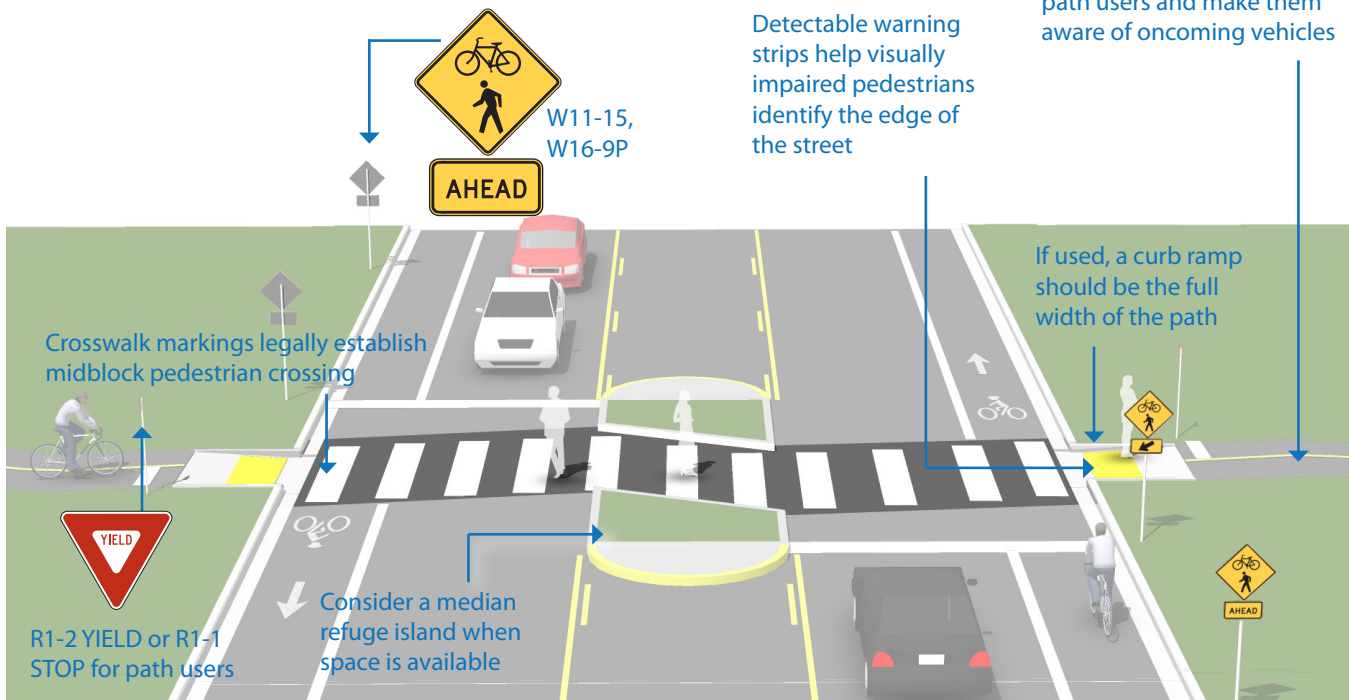 path users and make them
aware of oncoming vehicles
Detectable warning
strips help visually
impaired pedestrians
identify the edge of
the street
W11-15,
W16-9P
AHEAD
If used, a curb ramp
should be the full
width of the path
Crosswalk markings legally establish
midblock pedestrian crossing
YIELD
R1-2 YIELD or R1-1
STOP for path users
Consider a median
refuge island when
space is available
AHEAD